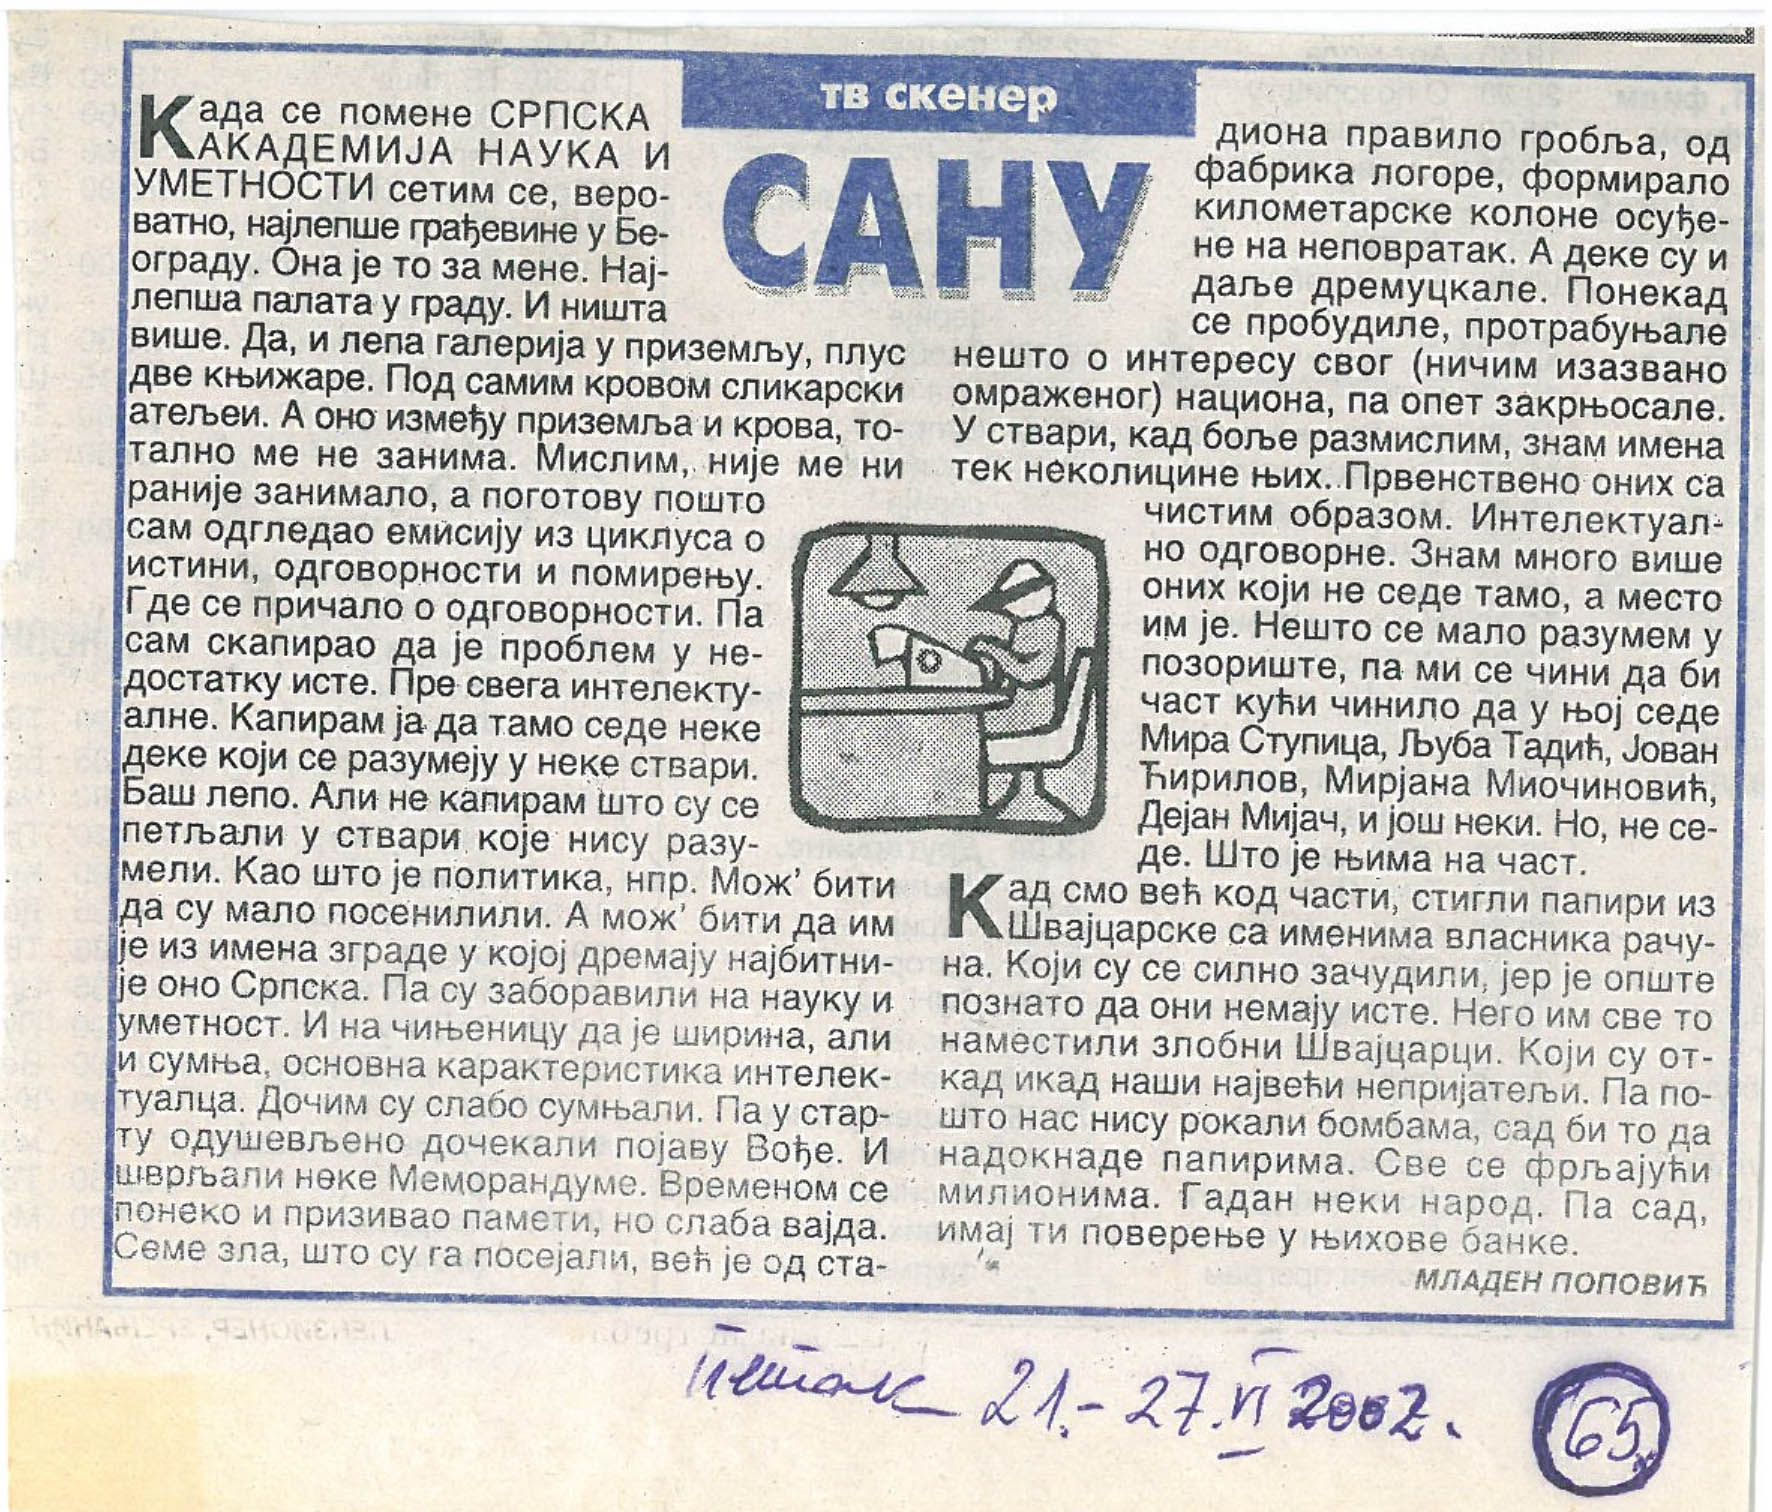 тв скенер
САНУ
Када се помене СРПСКА
АКАДЕМИЈА НАУКА И
УМЕТНОСТИ сетим се, веро-
ватно, најлепше грађевине у Бе-
ограду. Она је то за мене. Нај-
лепша палата у граду. И ништа
више. Да, и лепа галерија у приземљу, плус
две књижаре. Под самим кровом сликарски
атељеи. А оно између приземља и крова, то-
тално ме не занима. Мислим, није ме ни
раније занимало, а поготову пошто
сам одгледао емисију из циклуса о
истини, одговорности и помирењу.
Где се причало о одговорности. Па
сам скапирао да је проблем у не-
достатку исте. Пре свега интелекту-
алне. Капирам ја да тамо седе неке
деке који се разумеју у неке ствари.
Баш лепо. Али не капирам што су се
петљали у ствари које нису разу-
мели. Као што је политика, нпр. Мож’ бити
да су мало посенилили. А мож’ бити да им
је из имена зграде у којој дремају најбитни-
је оно Српска. Па су заборавили на науку и
уметност. И на чињеницу да је ширина, али
и сумња, основна карактеристика интелек-
туалца. Дочим су слабо сумњали. Па у стар-
ту одушевљено дочекали појаву Вође. И
шврљали неке Меморандуме. Временом се
понеко и призивао памети, но слаба вајда.
Семе зла, што су га посејали, већ је од ста-
диона правило гробља, од
фабрика логоре, формирало
километарске колоне осуђе-
не на неповратак. А деке су и
даље дремуцкале. Понекад
се пробудиле, протрабуњале
нешто о интересу свог (ничим изазвано
омраженог) национа, па опет закрњосале.
У ствари, кад боље размислим, знам имена
тек неколицине њих. Првенствено оних са
чистим образом. Интелектуал-
но одговорне. Знам много више
оних који не седе тамо, а место
им је. Нешто се мало разумем у
позориште, па ми се чини да би
част кући чинило да у њој седе
Мира Ступица, Љуба Тадић, Јован
Ћирилов, Мирјана Миочиновић,
Дејан Мијач, и још неки. Но, не се-
де. Што је њима на част.
Кад смо већ код части, стигли папири из
Швајцарске са именима власника рачу-
на. Који су се силно зачудили, јер је опште
познато да они немају исте. Него им све то
наместили злобни Швајцарци. Који су от-
кад икад наши највећи непријатељи. Па по-
што нас нису рокали бомбама, сад би то да
надокнаде папирима. Све се фрљајући
милионима. Гадан неки народ. Па сад,
имај ти поверење у њихове банке.
МЛАДЕН ПОПОВИЋ
Петак 21.- 27. VI 2002.
65